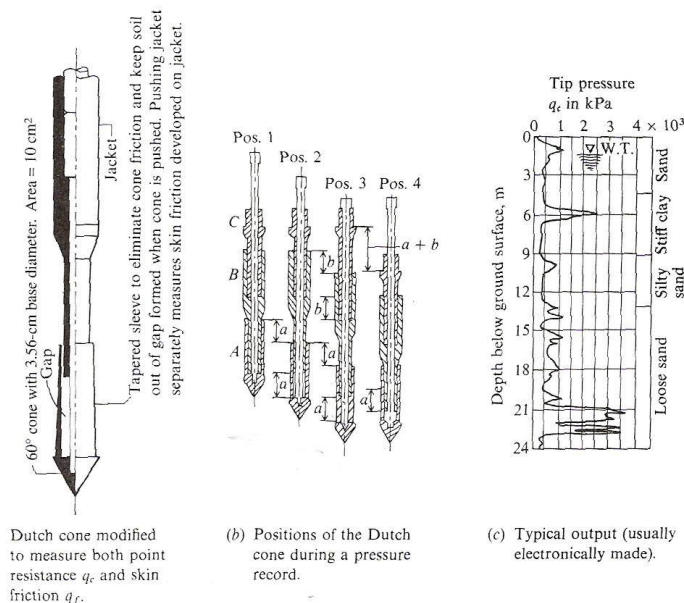 60° cone with 3.56-cm base diameter. Area = 10 cm²
Gap
Jacket
Tapered sleeve to eliminate cone friction and keep soil
out of gap formed when cone is pushed. Pushing jacket
separately measures skin friction developed on jacket.
Dutch cone modified
to measure both point
resistance q_c and skin
friction q_f.
Pos. 1
Pos. 2
Pos. 3
Pos. 4
C
B
A
a
a
b
b
a
a
a + b
a
(b) Positions of the Dutch
cone during a pressure
record.
Tip pressure
q_c in kPa
0 1 2 3 4 × 10³
W.T.
Depth below ground surface, m
0
3
6
9
12
15
18
21
24
Sand
Stiff clay
Silty
sand
Loose sand
(c) Typical output (usually
electronically made).